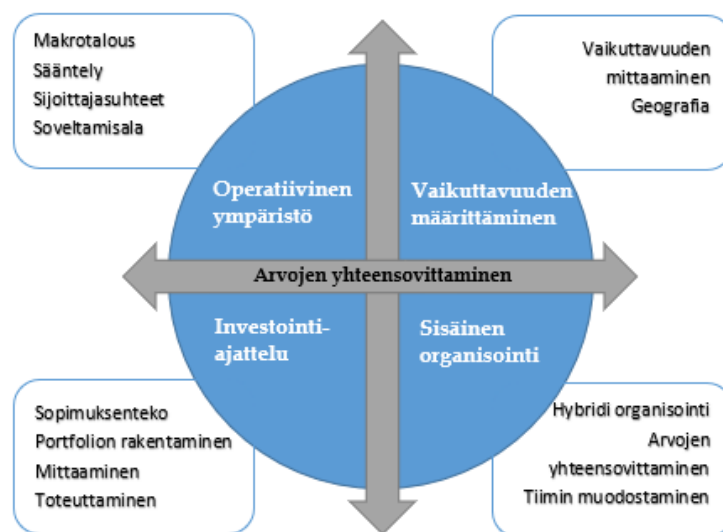 Makrotalous
Sääntely
Sijoittajasuhteet
Soveltamisala
Vaikuttavuuden
mittaaminen
Geografia
Operatiivinen
ympäristö
Vaikuttavuuden
määrittäminen
Arvojen yhteensovittaminen
Investointi-
ajattelu
Sisäinen
organisointi
Sopimuksenteko
Portfolion rakentaminen
Mittaaminen
Toteuttaminen
Hybridi organisointi
Arvojen
yhteensovittaminen
Tiimin muodostaminen